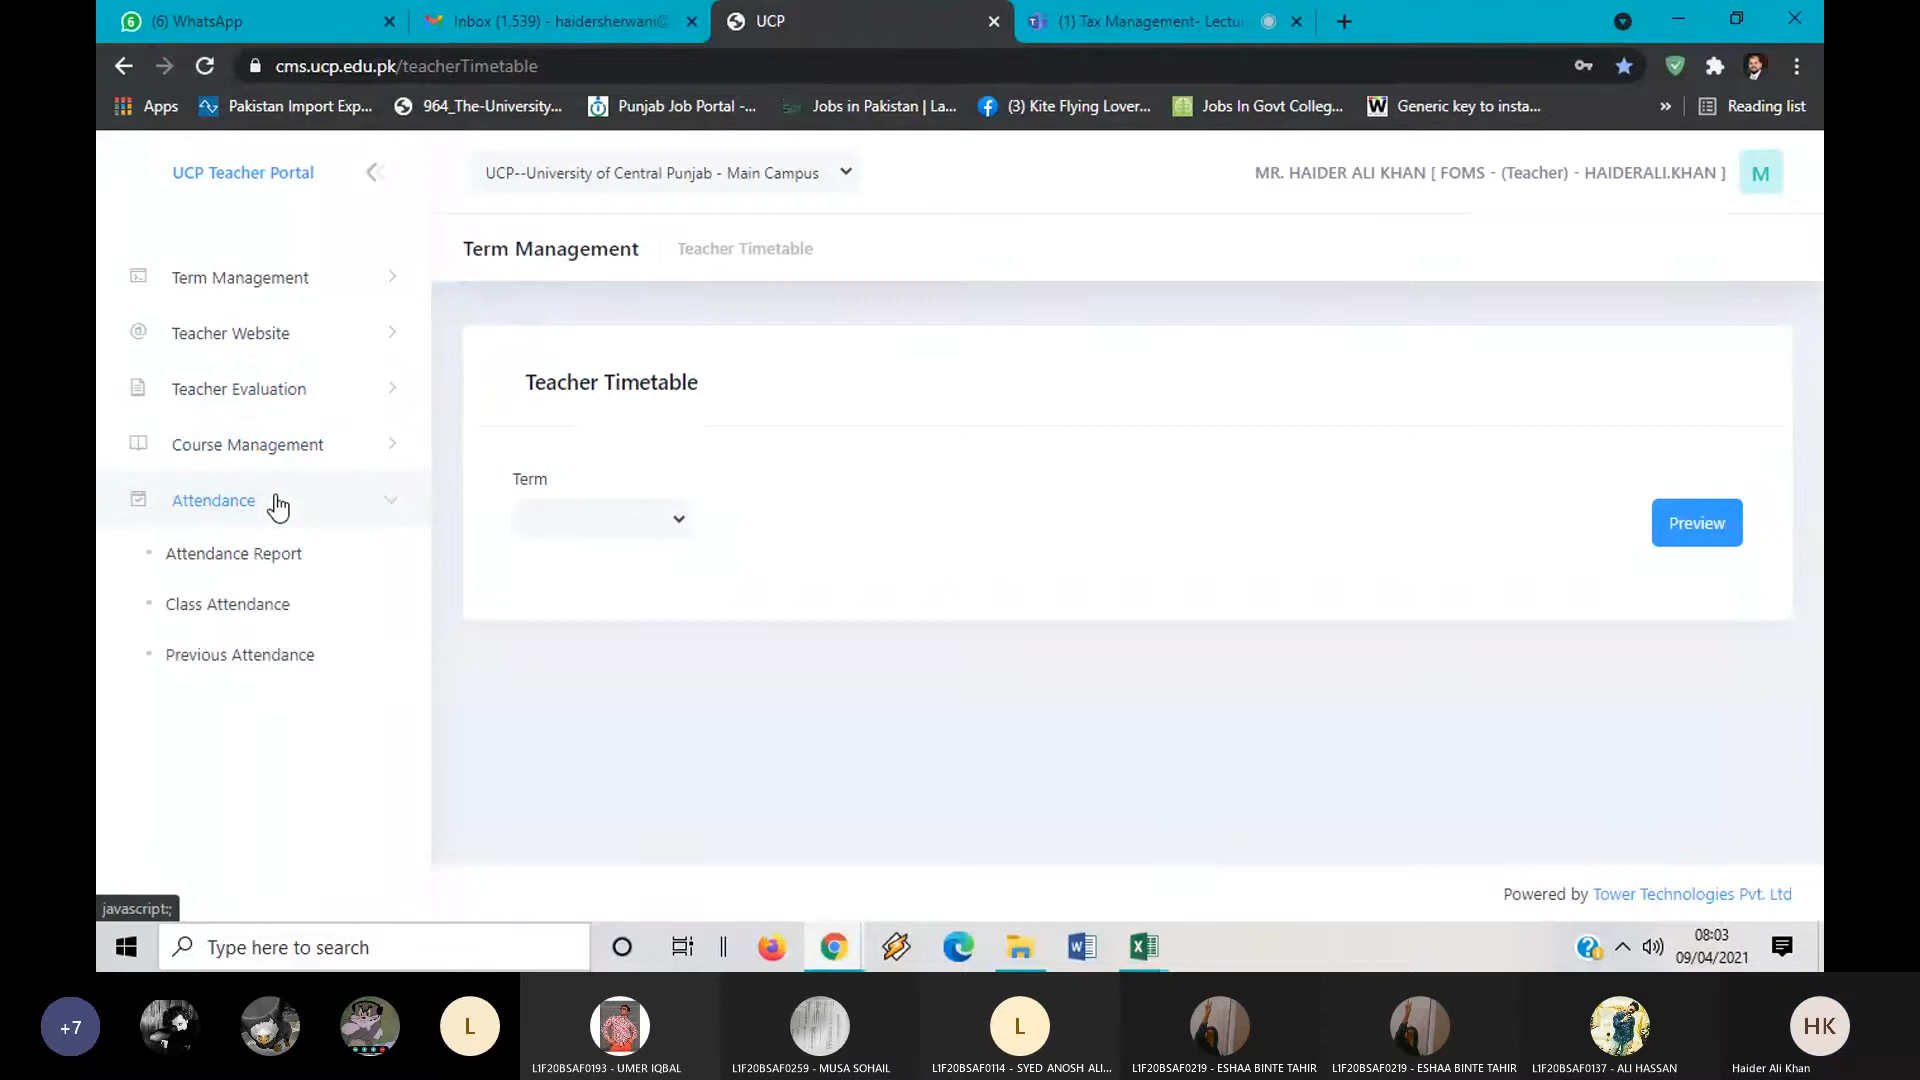 (6) WhatsApp
Inbox (1,539) - haidersherwani@
UCP
(1) Tax Management- Lectu
cms.ucp.edu.pk/teacherTimetable
Apps
Pakistan Import Exp...
964_The-University...
Punjab Job Portal -...
Jobs in Pakistan | La...
(3) Kite Flying Lover...
Jobs In Govt Colleg...
Generic key to insta...
»
Reading list
UCP Teacher Portal
UCP--University of Central Punjab - Main Campus
MR. HAIDER ALI KHAN [ FOMS - (Teacher) - HAIDERALI.KHAN ]
M
Term Management
Teacher Timetable
Term Management
Teacher Website
Teacher Evaluation
Course Management
Attendance
Attendance Report
Class Attendance
Previous Attendance
Teacher Timetable
Term
Preview
Powered by Tower Technologies Pvt. Ltd
javascript:;
Type here to search
08:03
09/04/2021
+7
L
L
HK
L1F20BSAF0193 - UMER IQBAL
L1F20BSAF0259 - MUSA SOHAIL
L1F20BSAF0114 - SYED ANOSH ALI...
L1F20BSAF0219 - ESHAA BINTE TAHIR
L1F20BSAF0219 - ESHAA BINTE TAHIR
L1F20BSAF0137 - ALI HASSAN
Haider Ali Khan